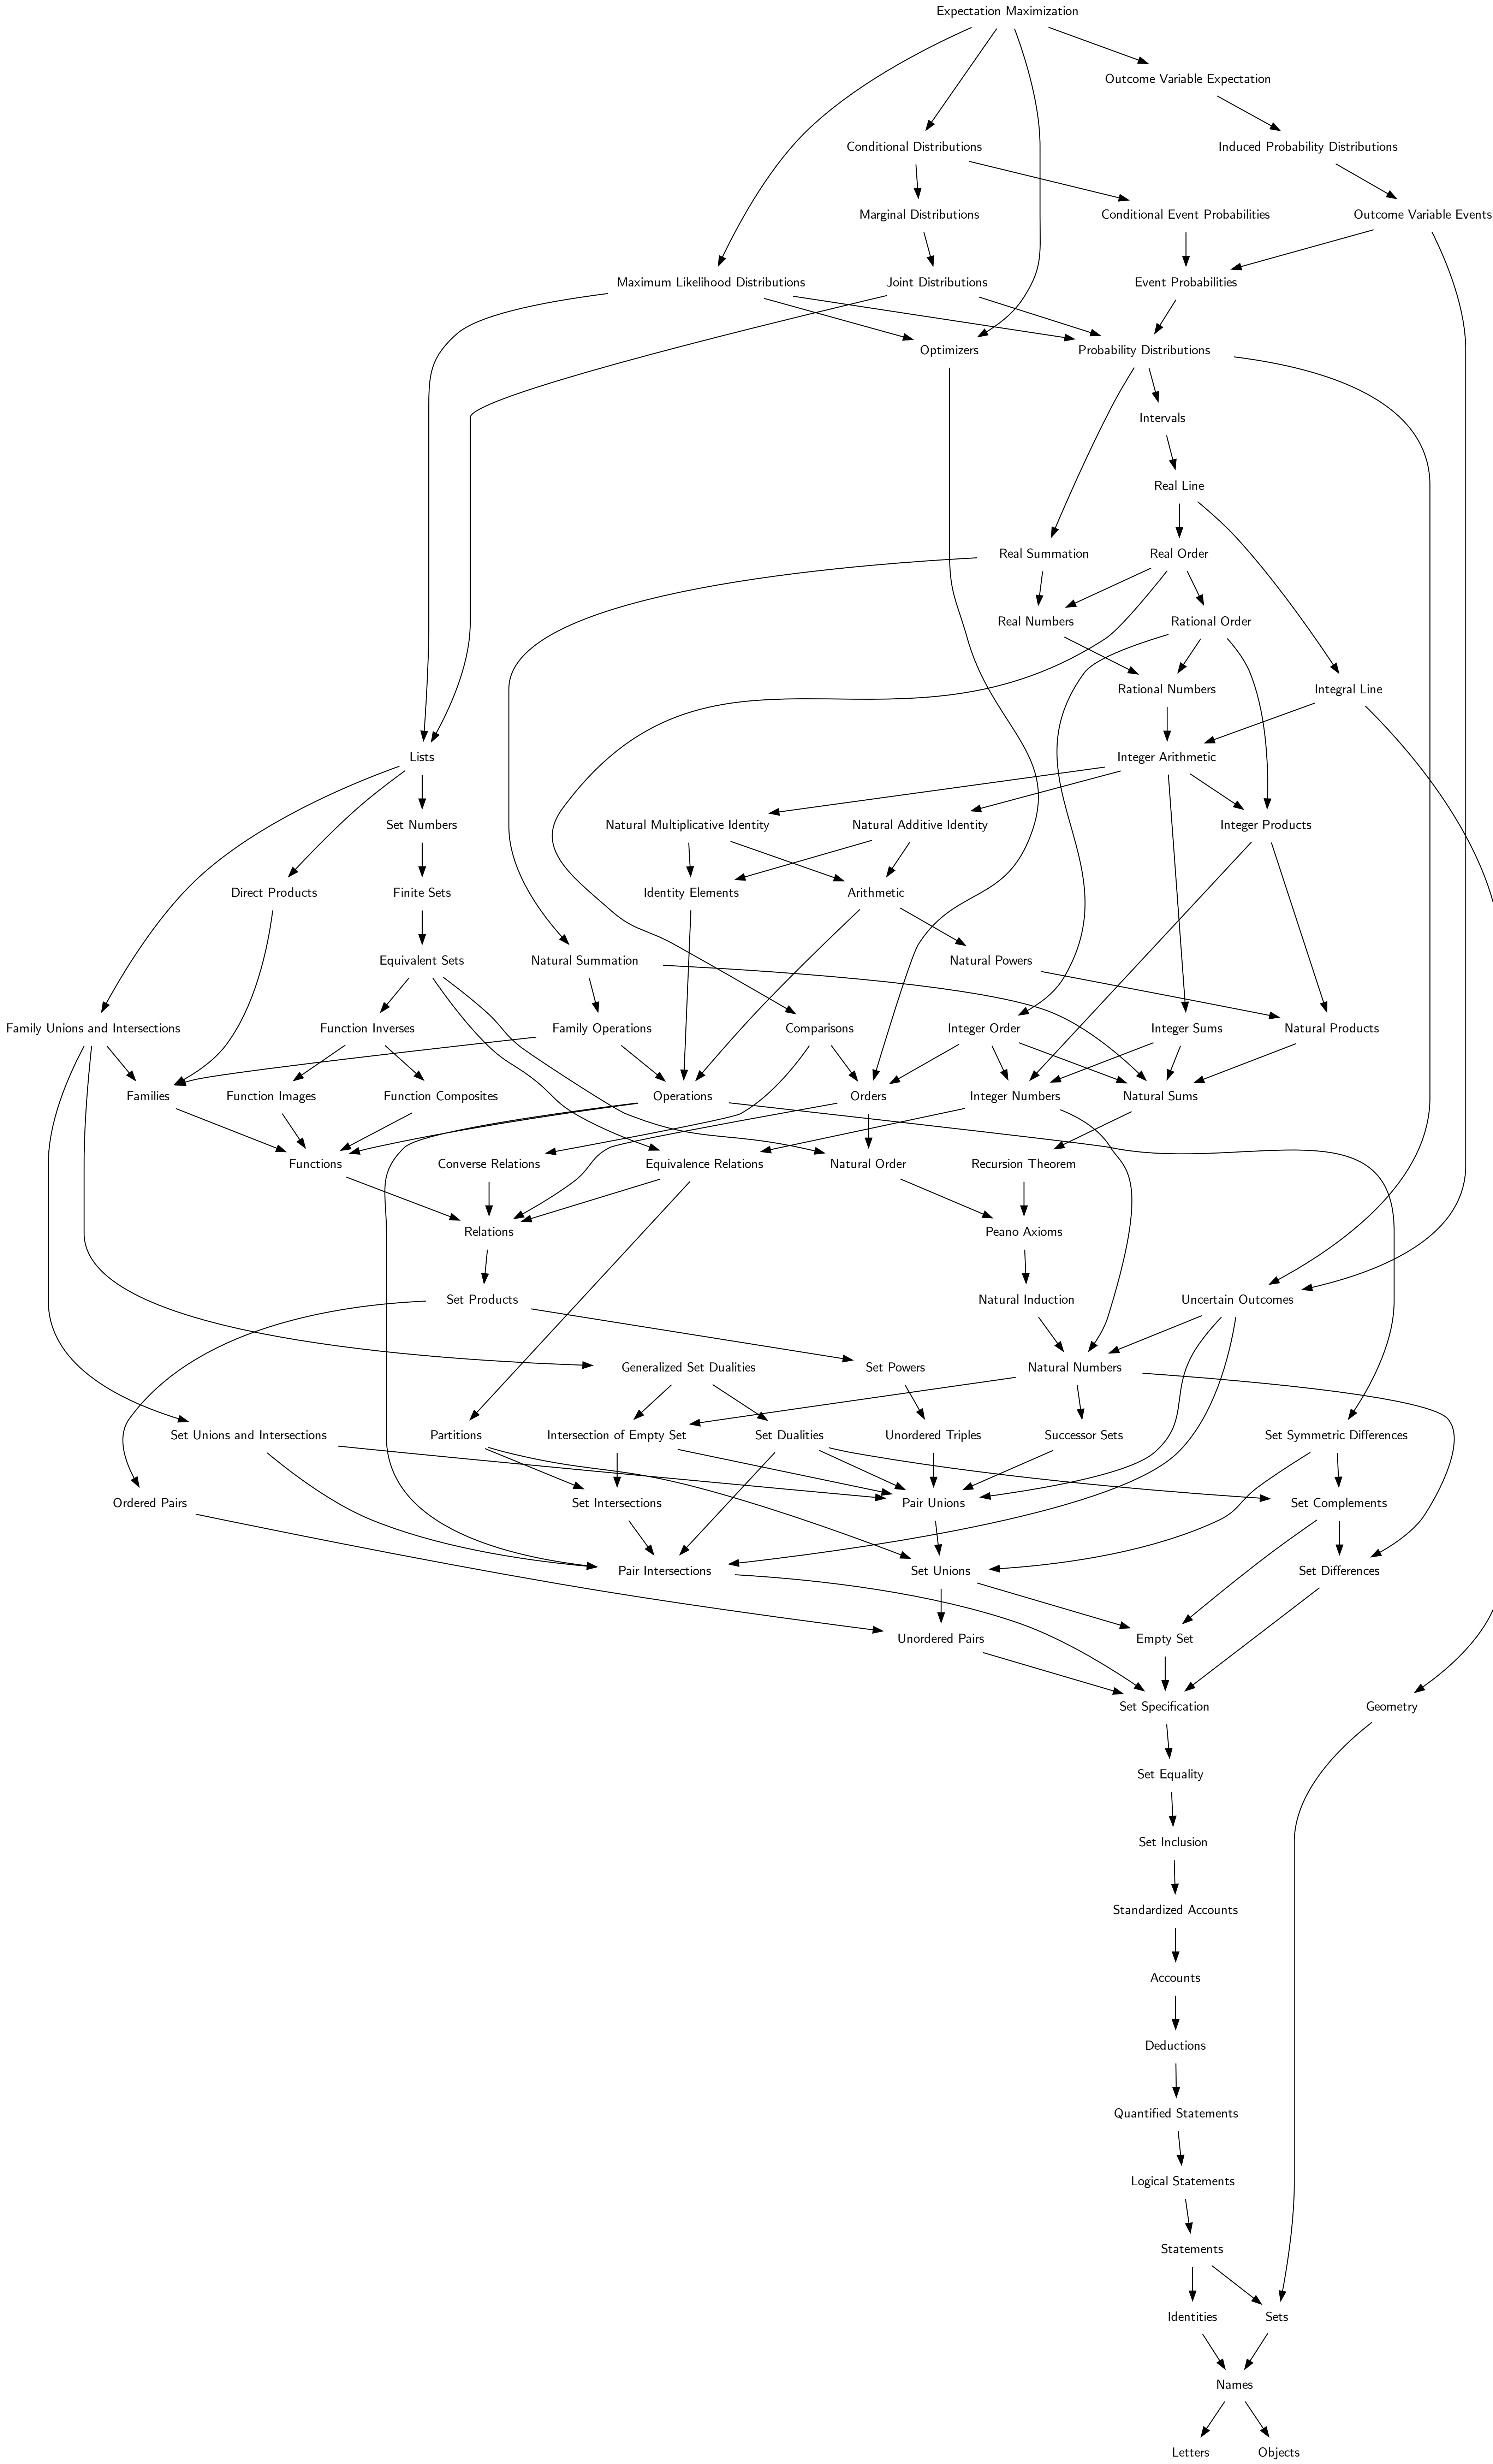 Expectation Maximization
Outcome Variable Expectation
Conditional Distributions
Induced Probability Distributions
Marginal Distributions
Conditional Event Probabilities
Outcome Variable Events
Maximum Likelihood Distributions
Joint Distributions
Event Probabilities
Optimizers
Probability Distributions
Intervals
Real Line
Real Summation
Real Order
Real Numbers
Rational Order
Rational Numbers
Integral Line
Lists
Integer Arithmetic
Set Numbers
Natural Multiplicative Identity
Natural Additive Identity
Integer Products
Direct Products
Finite Sets
Identity Elements
Arithmetic
Equivalent Sets
Natural Summation
Natural Powers
Family Unions and Intersections
Function Inverses
Family Operations
Comparisons
Integer Order
Integer Sums
Natural Products
Families
Function Images
Function Composites
Operations
Orders
Integer Numbers
Natural Sums
Functions
Converse Relations
Equivalence Relations
Natural Order
Recursion Theorem
Relations
Peano Axioms
Set Products
Natural Induction
Uncertain Outcomes
Generalized Set Dualities
Set Powers
Natural Numbers
Set Unions and Intersections
Partitions
Intersection of Empty Set
Set Dualities
Unordered Triples
Successor Sets
Set Symmetric Differences
Ordered Pairs
Set Intersections
Pair Unions
Set Complements
Pair Intersections
Set Unions
Set Differences
Unordered Pairs
Empty Set
Set Specification
Geometry
Set Equality
Set Inclusion
Standardized Accounts
Accounts
Deductions
Quantified Statements
Logical Statements
Statements
Identities
Sets
Names
Letters
Objects